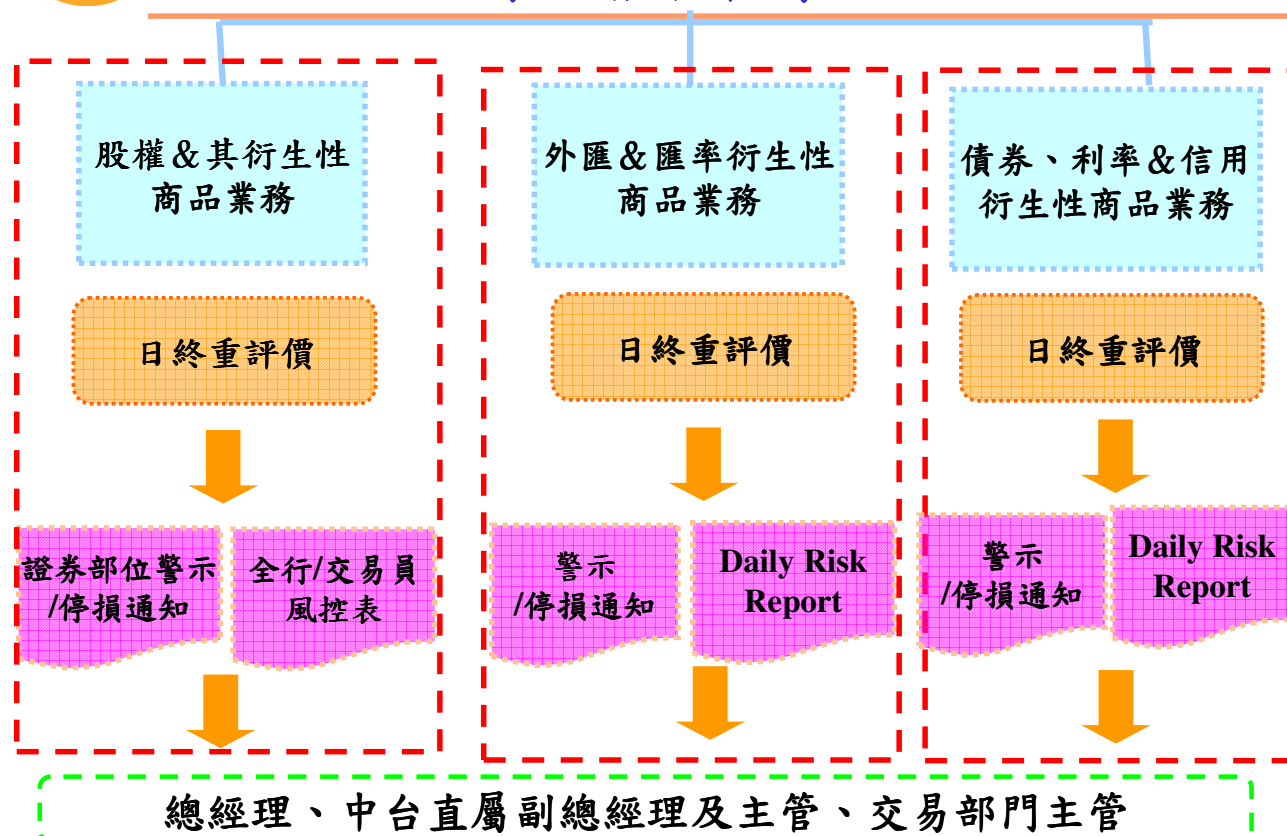 股權＆其衍生性
商品業務
日終重評價
證券部位警示
/停損通知
全行/交易員
風控表
外匯＆匯率衍生性
商品業務
日終重評價
警示
/停損通知
Daily Risk
Report
債券、利率＆信用
衍生性商品業務
日終重評價
警示
/停損通知
Daily Risk
Report
總經理、中台直屬副總經理及主管、交易部門主管